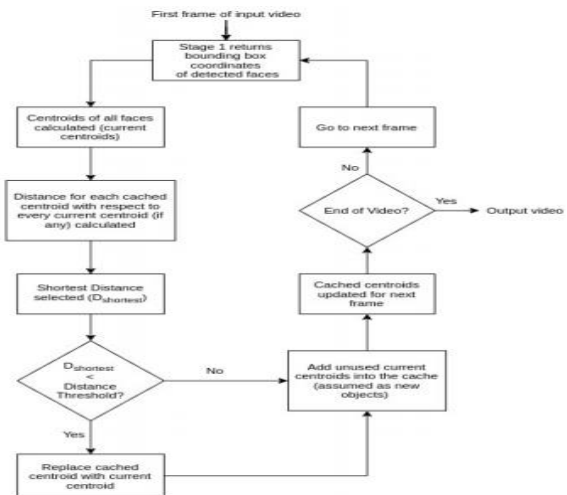 First frame of input video
Stage 1 returns
bounding box
coordinates
of detected faces
Centroids of all faces
calculated (current
centroids)
Distance for each cached
centroid with respect to
every current centroid (if
any) calculated
Shortest Distance
selected (Dshortest)
Dshortest
<
Distance
Threshold?
Yes
No
Replace cached
centroid with current
centroid
Add unused current
centroids into the cache
(assumed as new
objects)
Cached centroids
updated for next
frame
End of Video?
Yes
Output video
No
Go to next frame